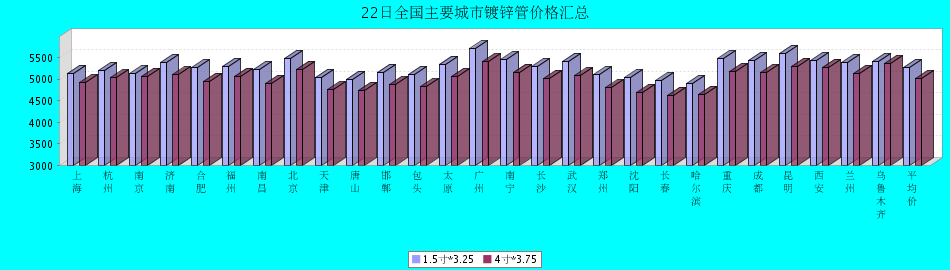 22日全国主要城市镀锌管价格汇总
5500
5000
4500
4000
3500
3000
上海 杭州 南京 济南 合肥 福州 南昌 北京 天津 唐山 邯郸 包头 太原 广州 南宁 长沙 武汉 郑州 沈阳 长春 哈尔滨 重庆 成都 昆明 西安 兰州 乌鲁木齐 平均价
1.5寸*3.25 4寸*3.75